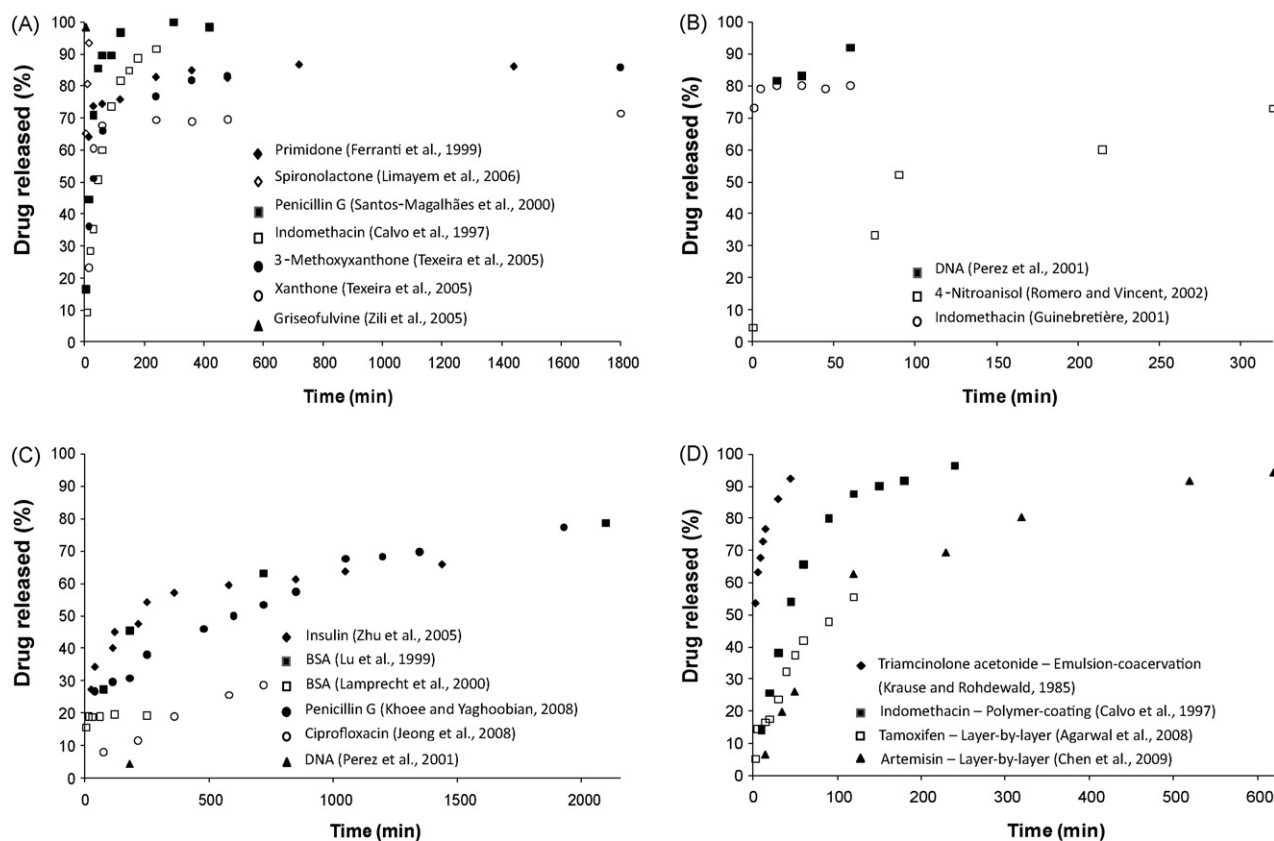 (A)
Drug released (%)
100
90
80
70
60
50
40
30
20
10
0
Primidone (Ferranti et al., 1999)
Spironolactone (Limayem et al., 2006)
Penicillin G (Santos-Magalhães et al., 2000)
Indomethacin (Calvo et al., 1997)
3-Methoxyxanthone (Texeira et al., 2005)
Xanthone (Texeira et al., 2005)
Griseofulvine (Zili et al., 2005)
0 200 400 600 800 1000 1200 1400 1600 1800
Time (min)
(B)
Drug released (%)
100
90
80
70
60
50
40
30
20
10
0
DNA (Perez et al., 2001)
4-Nitroanisol (Romero and Vincent, 2002)
Indomethacin (Guinebretière, 2001)
0 50 100 150 200 250 300
Time (min)
(C)
Drug released (%)
100
90
80
70
60
50
40
30
20
10
0
Insulin (Zhu et al., 2005)
BSA (Lu et al., 1999)
BSA (Lamprecht et al., 2000)
Penicillin G (Khoee and Yaghoobian, 2008)
Ciprofloxacin (Jeong et al., 2008)
DNA (Perez et al., 2001)
0 500 1000 1500 2000
Time (min)
(D)
Drug released (%)
100
90
80
70
60
50
40
30
20
10
0
Triamcinolone acetonide – Emulsion-coacervation
(Krause and Rohdewald, 1985)
Indomethacin – Polymer-coating (Calvo et al., 1997)
Tamoxifen – Layer-by-layer (Agarwal et al., 2008)
Artemisin – Layer-by-layer (Chen et al., 2009)
0 100 200 300 400 500 600
Time (min)